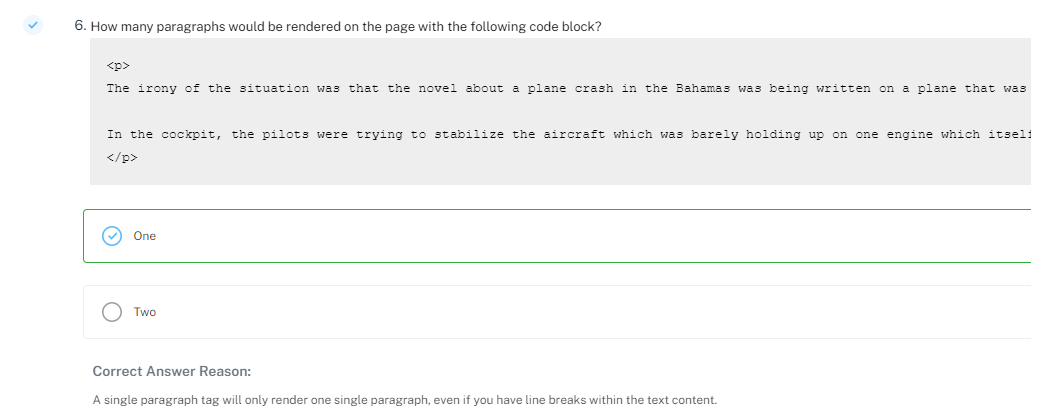 6. How many paragraphs would be rendered on the page with the following code block?
<p>
The irony of the situation was that the novel about a plane crash in the Bahamas was being written on a plane that was
In the cockpit, the pilots were trying to stabilize the aircraft which was barely holding up on one engine which itself
</p>
One
Two
Correct Answer Reason:
A single paragraph tag will only render one single paragraph, even if you have line breaks within the text content.